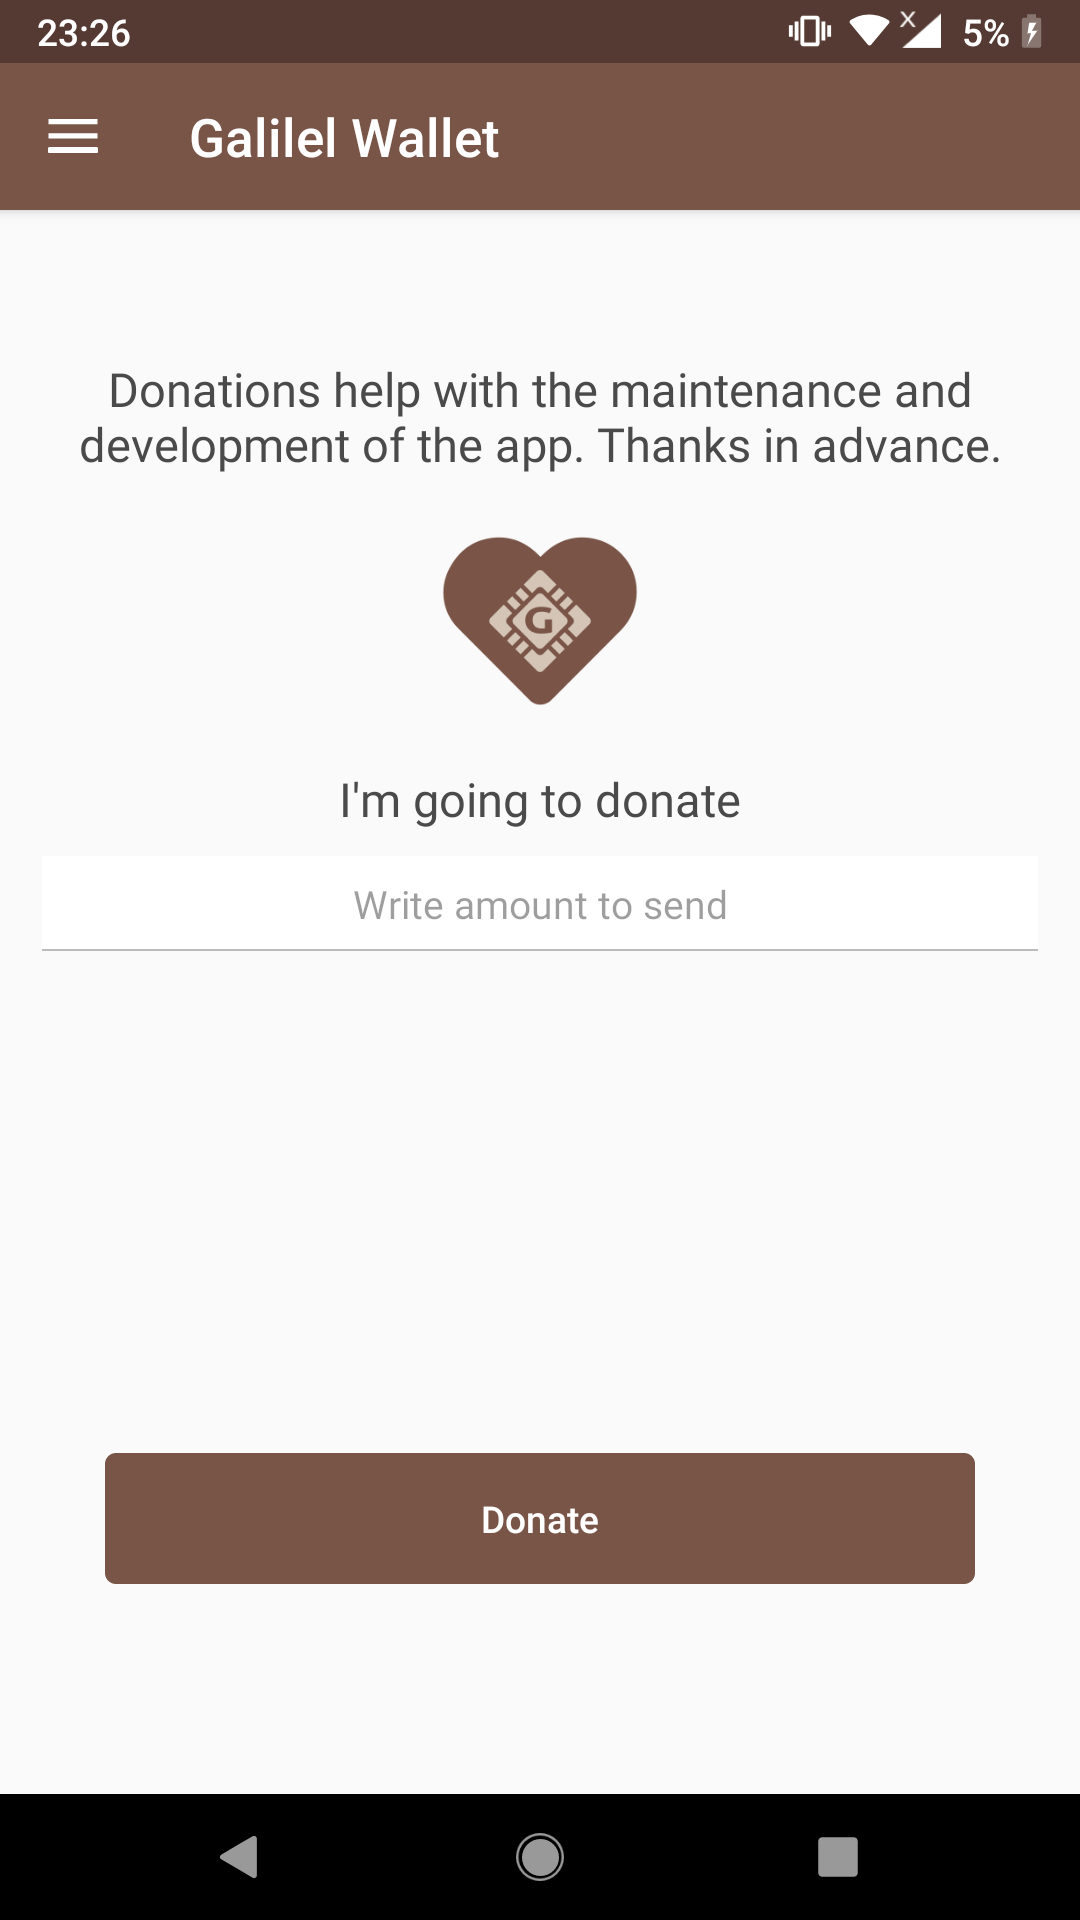 23:26
X
5%
Galilel Wallet
Donations help with the maintenance and
development of the app. Thanks in advance.
G
I'm going to donate
Write amount to send
Donate